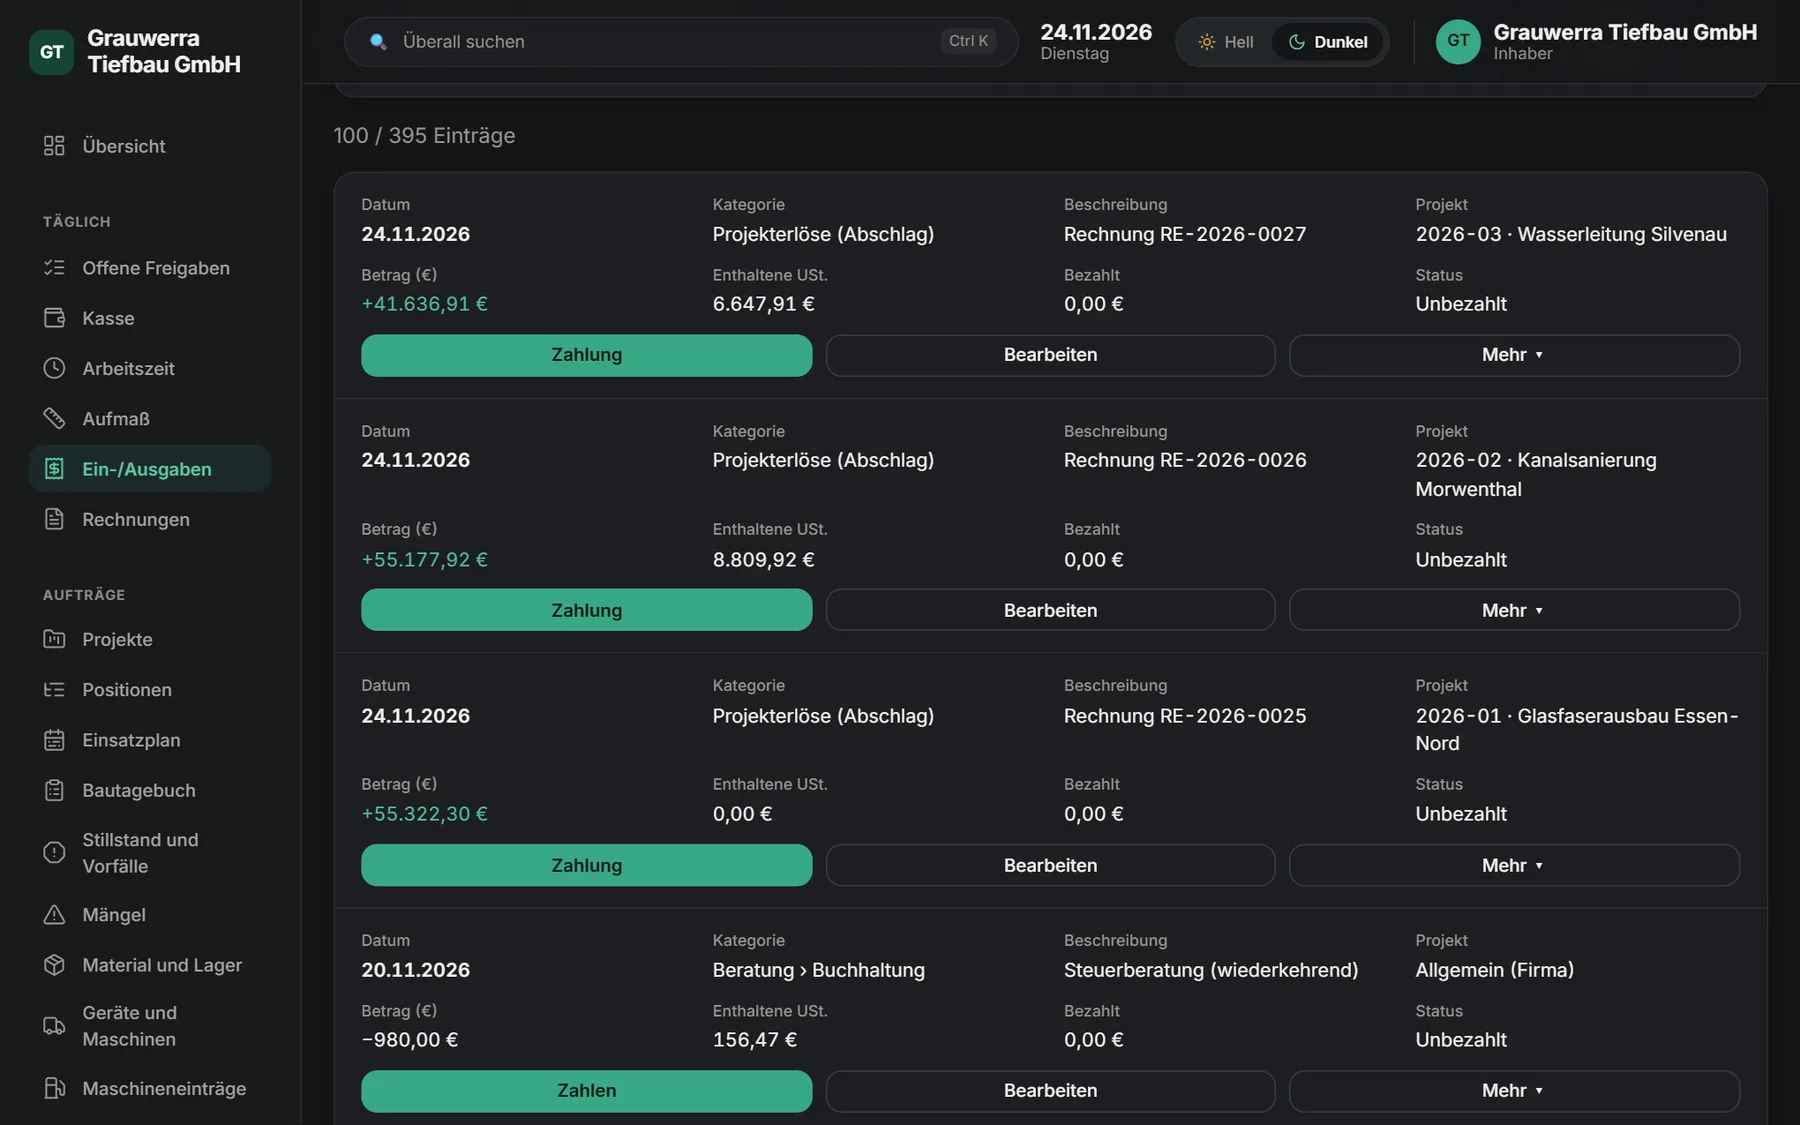 GT
Grauwerra
Tiefbau GmbH
Überall suchen
Ctrl K
24.11.2026
Dienstag
Hell
Dunkel
GT
Grauwerra Tiefbau GmbH
Inhaber
Übersicht
TÄGLICH
Offene Freigaben
Kasse
Arbeitszeit
Aufmaß
Ein-/Ausgaben
Rechnungen
AUFTRÄGE
Projekte
Positionen
Einsatzplan
Bautagebuch
Stillstand und
Vorfälle
Mängel
Material und Lager
Geräte und
Maschinen
Maschineneinträge
100 / 395 Einträge
Datum
Kategorie
Beschreibung
Projekt
24.11.2026
Projekterlöse (Abschlag)
Rechnung RE-2026-0027
2026-03 · Wasserleitung Silvenau
Betrag (€)
Enthaltene USt.
Bezahlt
Status
+41.636,91 €
6.647,91 €
0,00 €
Unbezahlt
Zahlung
Bearbeiten
Mehr ▾
Datum
Kategorie
Beschreibung
Projekt
24.11.2026
Projekterlöse (Abschlag)
Rechnung RE-2026-0026
2026-02 · Kanalsanierung
Morwenthal
Betrag (€)
Enthaltene USt.
Bezahlt
Status
+55.177,92 €
8.809,92 €
0,00 €
Unbezahlt
Zahlung
Bearbeiten
Mehr ▾
Datum
Kategorie
Beschreibung
Projekt
24.11.2026
Projekterlöse (Abschlag)
Rechnung RE-2026-0025
2026-01 · Glasfaserausbau Essen-
Nord
Betrag (€)
Enthaltene USt.
Bezahlt
Status
+55.322,30 €
0,00 €
0,00 €
Unbezahlt
Zahlung
Bearbeiten
Mehr ▾
Datum
Kategorie
Beschreibung
Projekt
20.11.2026
Beratung › Buchhaltung
Steuerberatung (wiederkehrend)
Allgemein (Firma)
Betrag (€)
Enthaltene USt.
Bezahlt
Status
−980,00 €
156,47 €
0,00 €
Unbezahlt
Zahlen
Bearbeiten
Mehr ▾